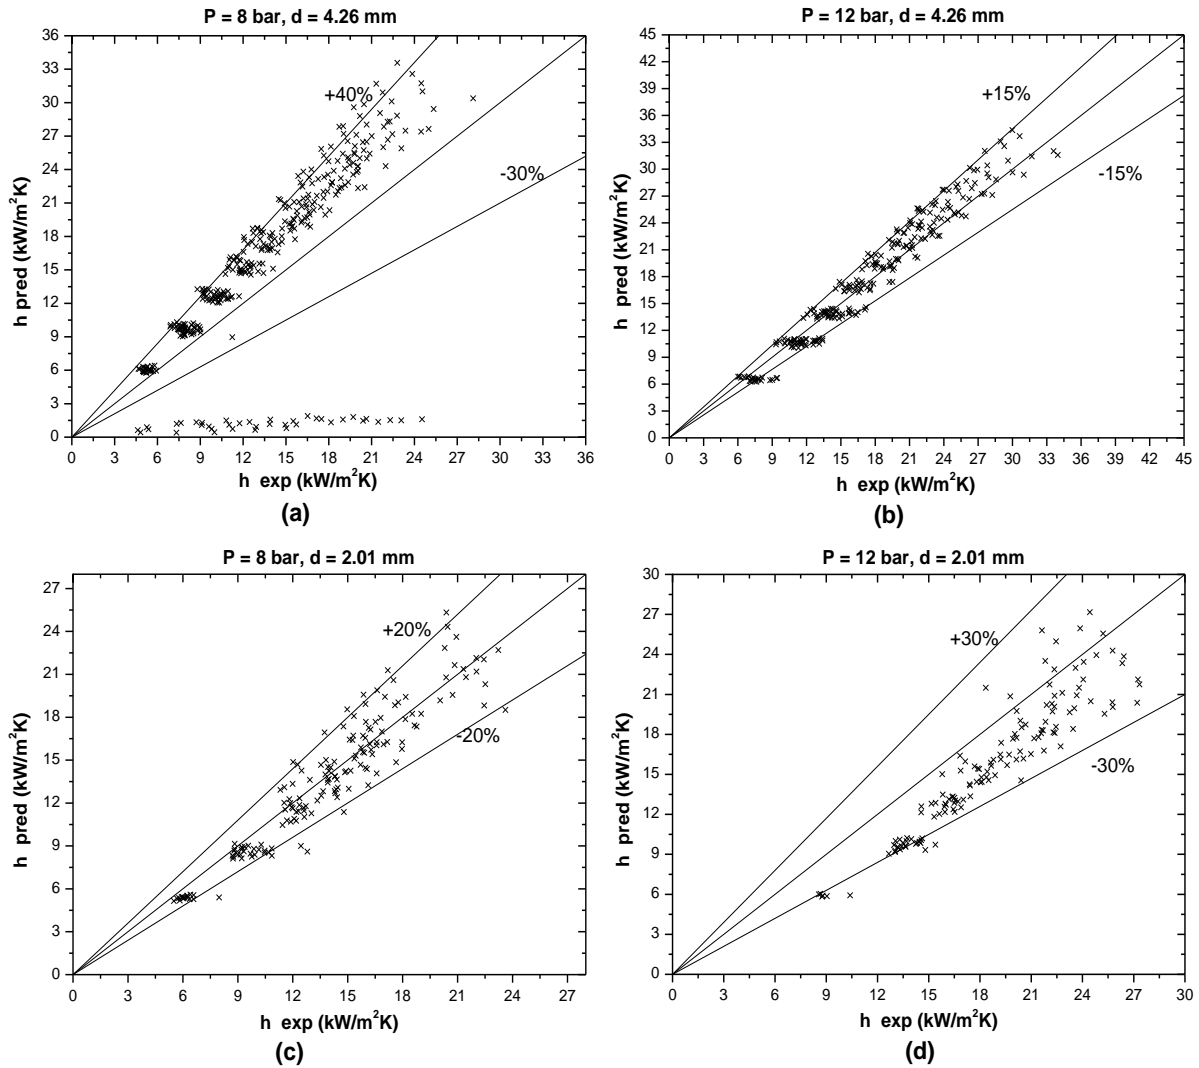 P = 8 bar, d = 4.26 mm
36
33
30
27
24
21
18
15
12
9
6
3
0
h pred (kW/m²K)
+40%
-30%
0 3 6 9 12 15 18 21 24 27 30 33 36
h exp (kW/m²K)
(a)
P = 12 bar, d = 4.26 mm
45
42
39
36
33
30
27
24
21
18
15
12
9
6
3
0
h pred (kW/m²K)
+15%
-15%
0 3 6 9 12 15 18 21 24 27 30 33 36 39 42 45
h exp (kW/m²K)
(b)
P = 8 bar, d = 2.01 mm
27
24
21
18
15
12
9
6
3
0
h pred (kW/m²K)
+20%
-20%
0 3 6 9 12 15 18 21 24 27
h exp (kW/m²K)
(c)
P = 12 bar, d = 2.01 mm
30
27
24
21
18
15
12
9
6
3
0
h pred (kW/m²K)
+30%
-30%
0 3 6 9 12 15 18 21 24 27 30
h exp (kW/m²K)
(d)